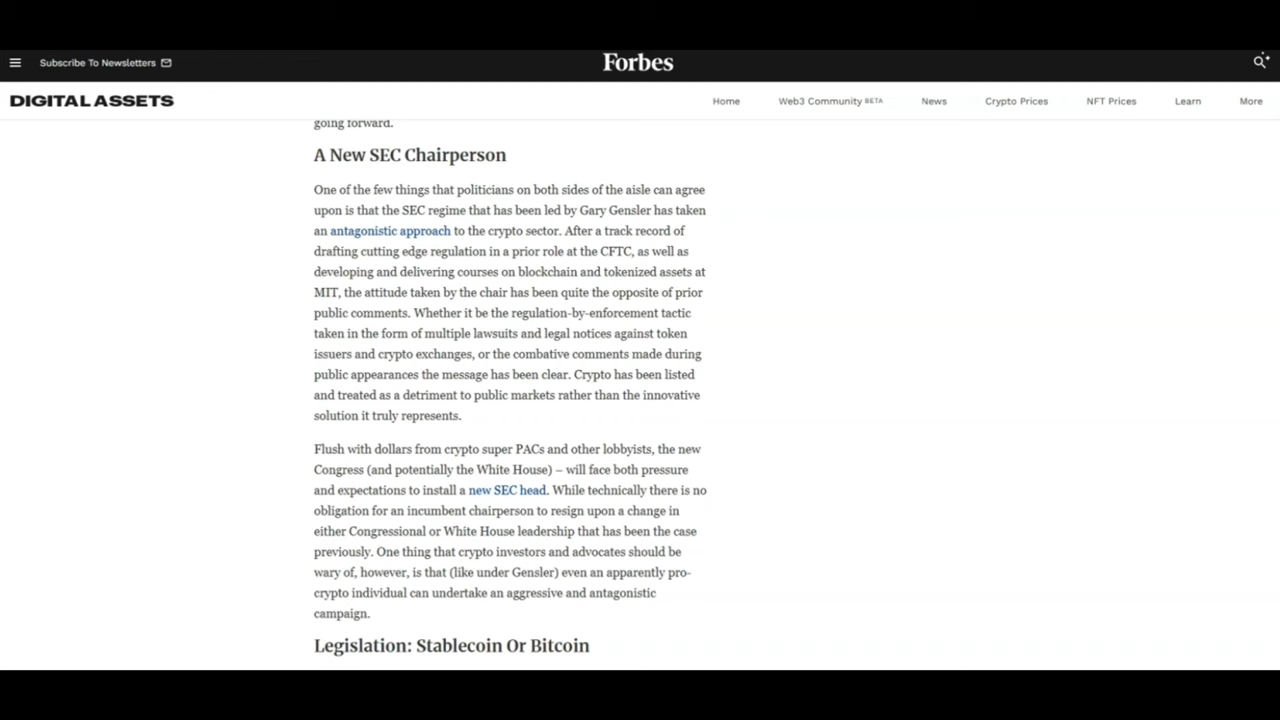 Subscribe To Newsletters
Forbes
DIGITAL ASSETS
Home
Web3 Community BETA
News
Crypto Prices
NFT Prices
Learn
More
going forward.
A New SEC Chairperson
One of the few things that politicians on both sides of the aisle can agree
upon is that the SEC regime that has been led by Gary Gensler has taken
an antagonistic approach to the crypto sector. After a track record of
drafting cutting edge regulation in a prior role at the CFTC, as well as
developing and delivering courses on blockchain and tokenized assets at
MIT, the attitude taken by the chair has been quite the opposite of prior
public comments. Whether it be the regulation-by-enforcement tactic
taken in the form of multiple lawsuits and legal notices against token
issuers and crypto exchanges, or the combative comments made during
public appearances the message has been clear. Crypto has been listed
and treated as a detriment to public markets rather than the innovative
solution it truly represents.
Flush with dollars from crypto super PACs and other lobbyists, the new
Congress (and potentially the White House) – will face both pressure
and expectations to install a new SEC head. While technically there is no
obligation for an incumbent chairperson to resign upon a change in
either Congressional or White House leadership that has been the case
previously. One thing that crypto investors and advocates should be
wary of, however, is that (like under Gensler) even an apparently pro-
crypto individual can undertake an aggressive and antagonistic
campaign.
Legislation: Stablecoin Or Bitcoin